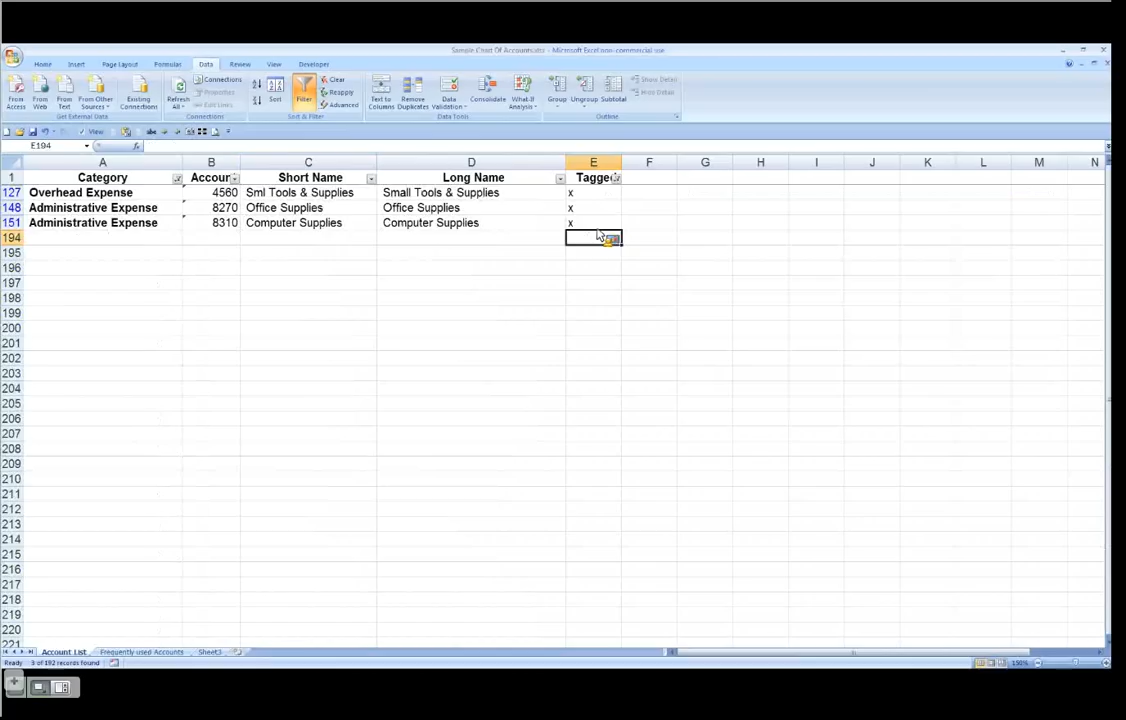 Sample Chart Of Accounts.xlsx - Microsoft Excel non-commercial use
Home Insert Page Layout Formulas Data Review View Developer
From Access
From Web
From Text
From Other Sources
Existing Connections
Get External Data
Refresh All
Connections
Properties
Edit Links
Connections
Sort
Filter
Clear
Reapply
Advanced
Sort & Filter
Text to Columns
Remove Duplicates
Data Validation
Consolidate
What-If Analysis
Data Tools
Group
Ungroup
Subtotal
Show Detail
Hide Detail
Outline
View
E194
A B C D E F G H I J K L M N
1 Category Accoun Short Name Long Name Tagge
127 Overhead Expense 4560 Sml Tools & Supplies Small Tools & Supplies x
148 Administrative Expense 8270 Office Supplies Office Supplies x
151 Administrative Expense 8310 Computer Supplies Computer Supplies x
194
195
196
197
198
199
200
201
202
203
204
205
206
207
208
209
210
211
212
213
214
215
216
217
218
219
220
221
Account List Frequently used Accounts Sheet3
Ready 3 of 192 records found 150%